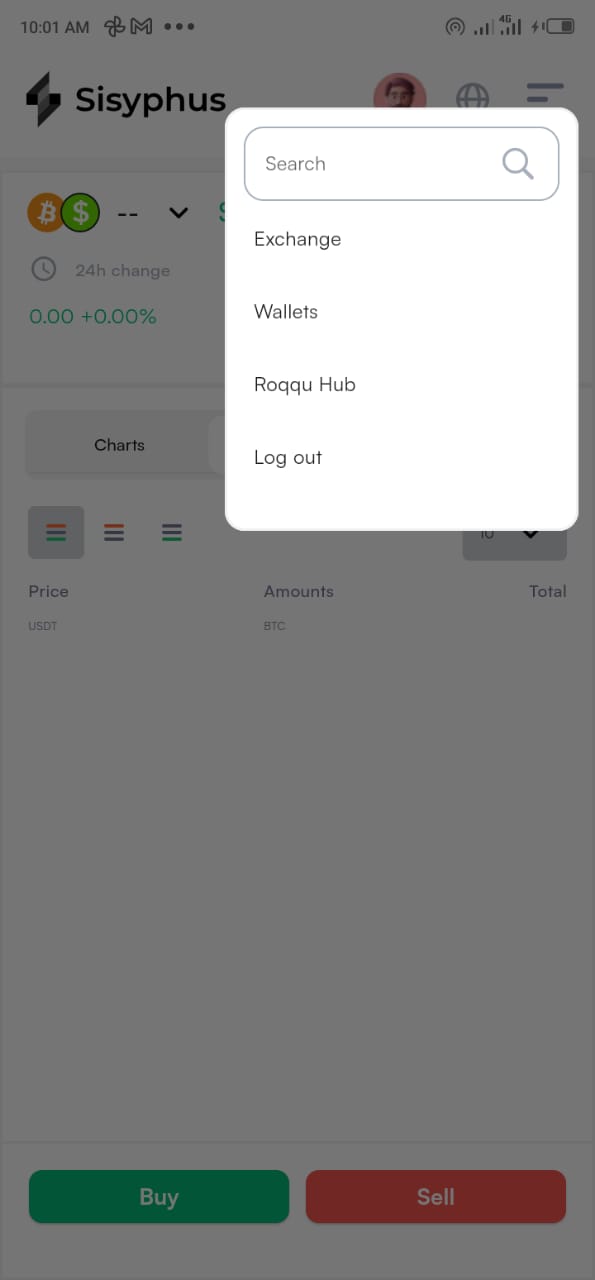 10:01 AM
4G
Sisyphus
Search
--
Exchange
24h change
0.00 +0.00%
Wallets
Roqqu Hub
Charts
Log out
10
Price
Amounts
Total
USDT
BTC
Buy
Sell